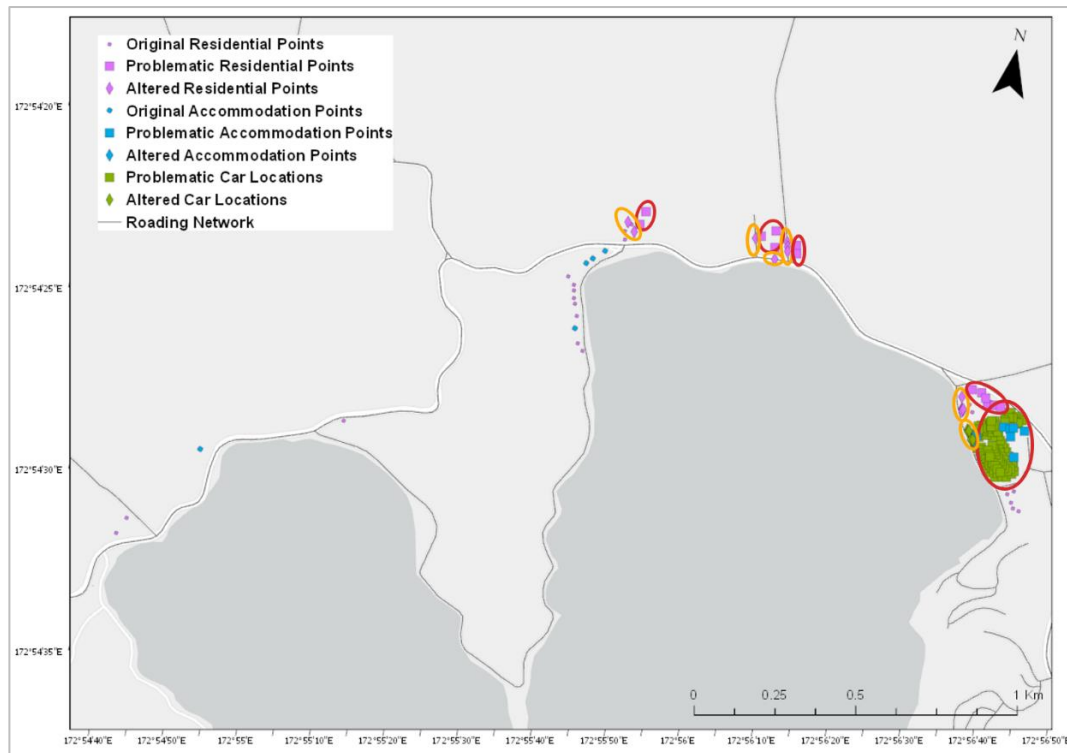 Original Residential Points
Problematic Residential Points
Altered Residential Points
Original Accommodation Points
Problematic Accommodation Points
Altered Accommodation Points
Problematic Car Locations
Altered Car Locations
Roading Network
N
172°54'20"E
172°54'25"E
172°54'30"E
172°54'35"E
0 0.25 0.5 1 Km
172°54'40"E 172°54'50"E 172°55'E 172°55'10"E 172°55'20"E 172°55'30"E 172°55'40"E 172°55'50"E 172°56'E 172°56'10"E 172°56'20"E 172°56'30"E 172°56'40"E 172°56'50"E